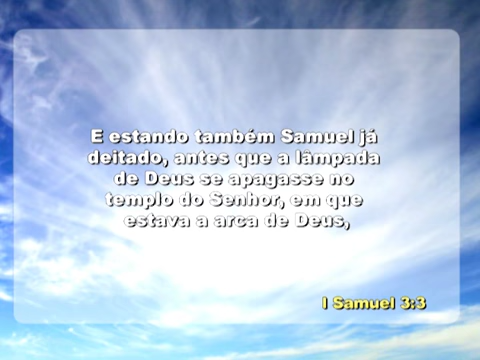 E estando também Samuel já
deitado, antes que a lâmpada
de Deus se apagasse no
templo do Senhor, em que
estava a arca de Deus,
I Samuel 3:3